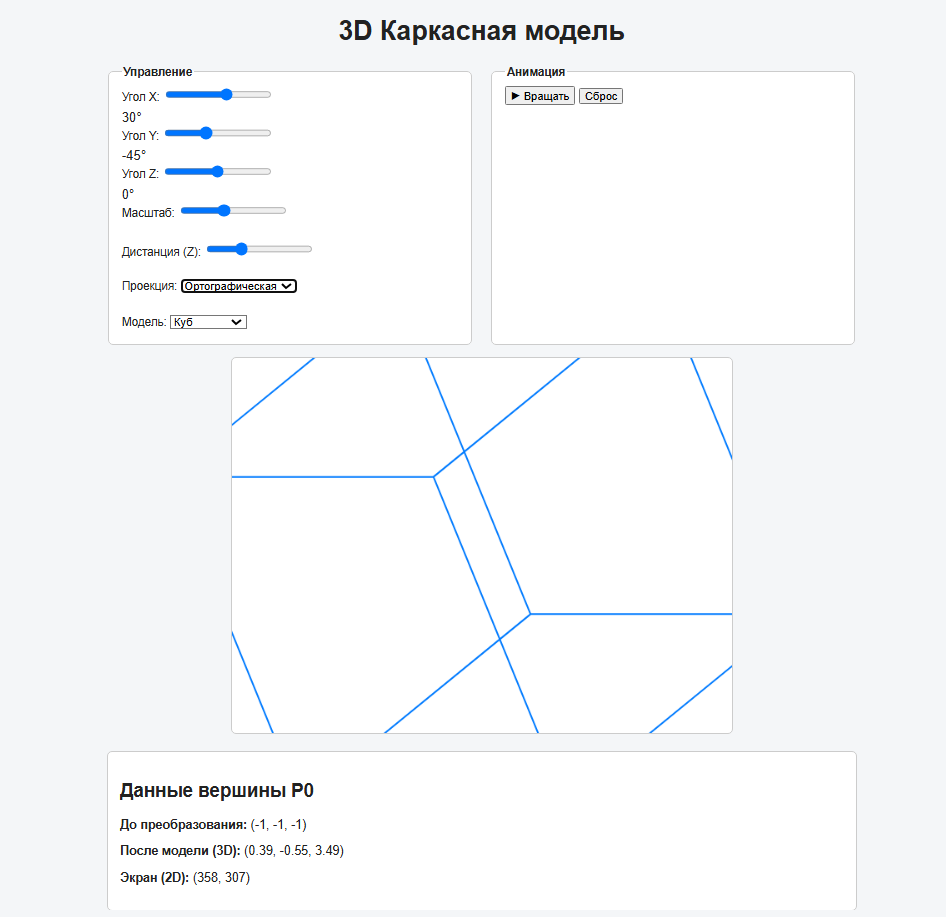 3D Каркасная модель
Управление
Угол X:
30°
Угол Y:
-45°
Угол Z:
0°
Масштаб:
Дистанция (Z):
Проекция: Ортографическая
Модель: Куб
Анимация
▶ Вращать Сброс
Данные вершины P0
До преобразования: (-1, -1, -1)
После модели (3D): (0.39, -0.55, 3.49)
Экран (2D): (358, 307)